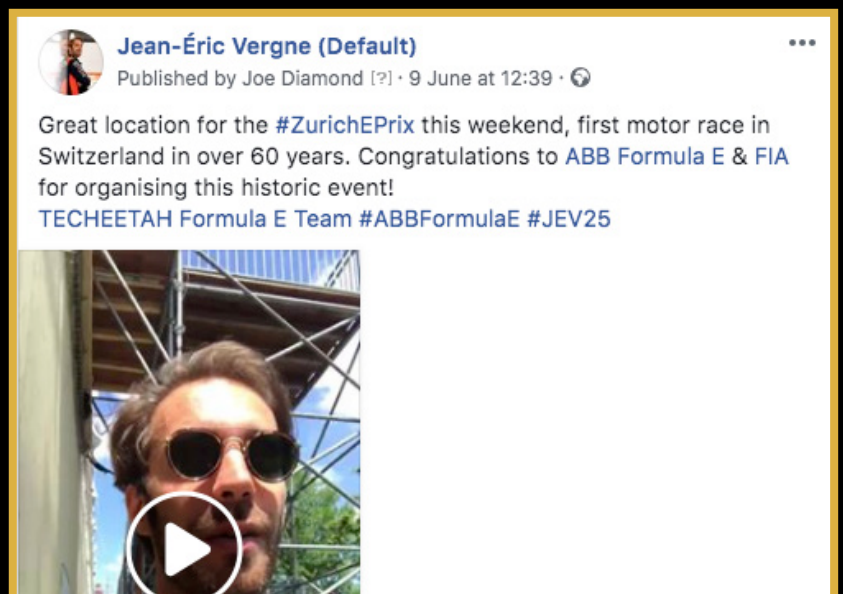 Jean-Éric Vergne (Default)
Published by Joe Diamond [?] · 9 June at 12:39 ·
Great location for the #ZurichEPrix this weekend, first motor race in
Switzerland in over 60 years. Congratulations to ABB Formula E & FIA
for organising this historic event!
TECHEETAH Formula E Team #ABBFormulaE #JEV25